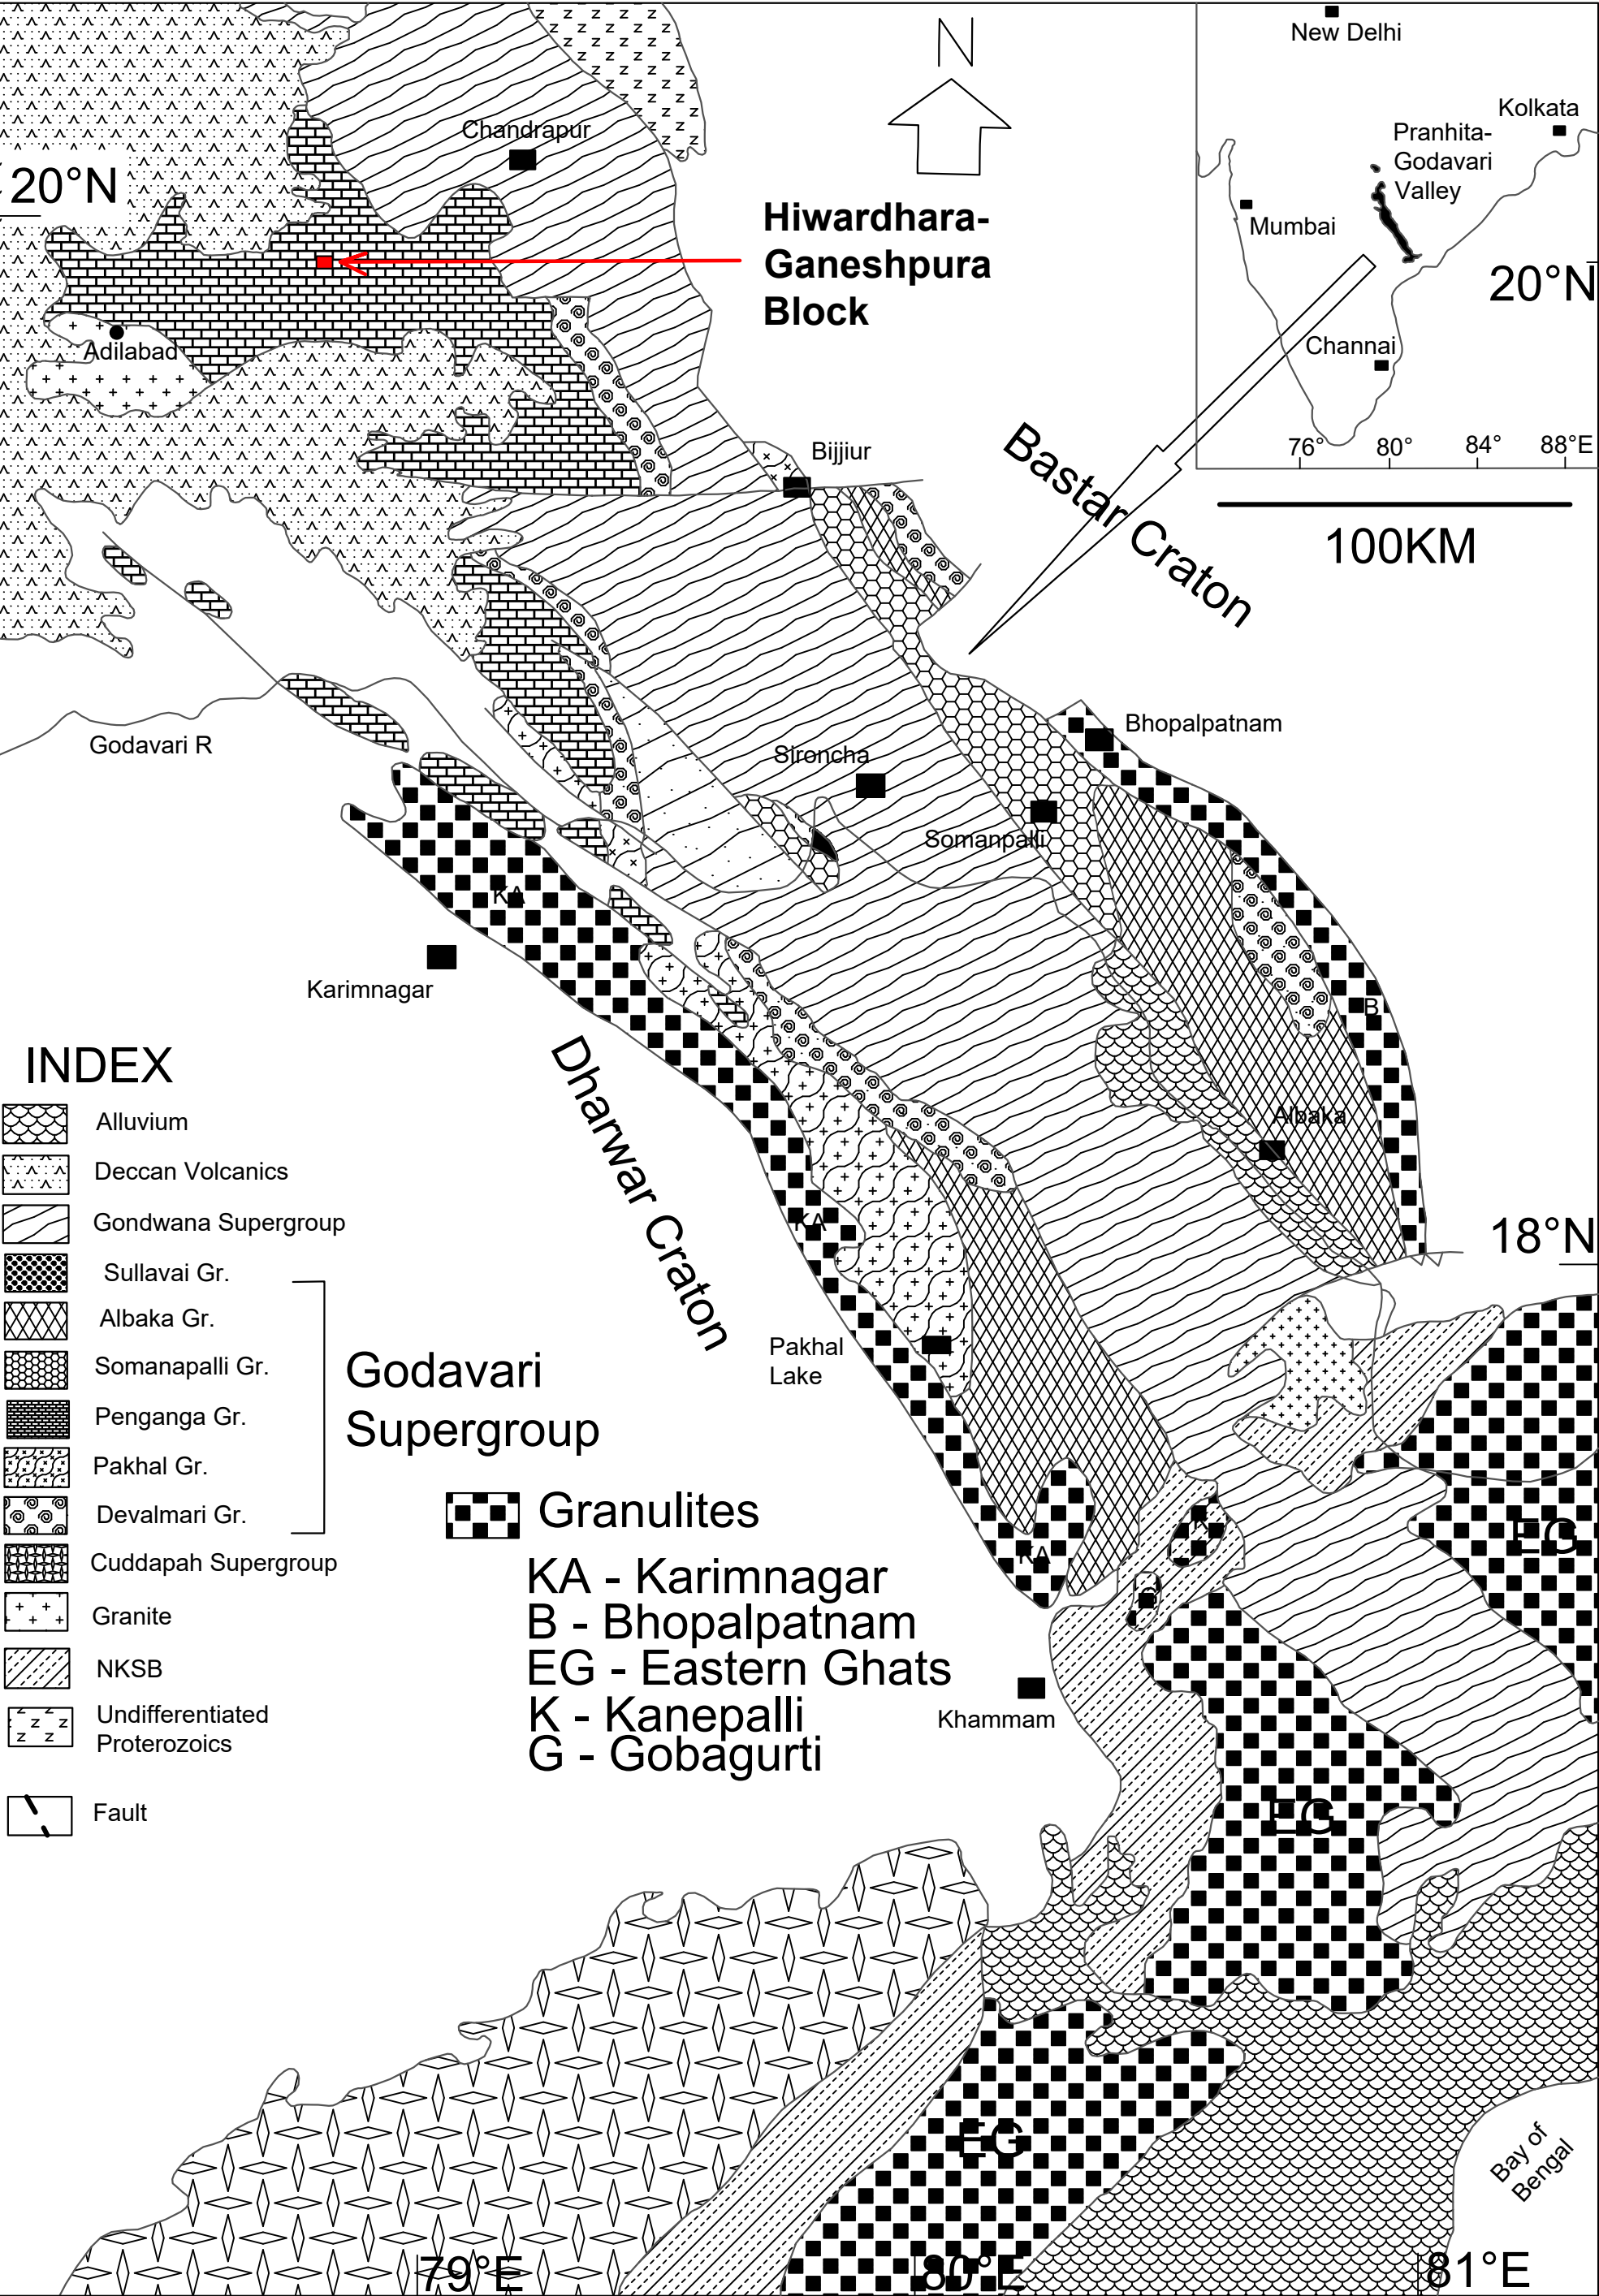 New Delhi
Kolkata
Pranhita-
Godavari
Valley
Mumbai
20°N
Channai
76°
80°
84°
88°E
N
Chandrapur
20°N
Hiwardhara-
Ganeshpura
Block
Adilabad
Bijjiur
Bastar Craton
100KM
Godavari R
Bhopalpatnam
Sironcha
Somanpalli
KA
Karimnagar
B
Dharwar Craton
Albaka
KA
18°N
Pakhal
Lake
INDEX
Alluvium
Deccan Volcanics
Gondwana Supergroup
Sullavai Gr.
Albaka Gr.
Somanapalli Gr.
Penganga Gr.
Pakhal Gr.
Devalmari Gr.
Godavari
Supergroup
Cuddapah Supergroup
Granite
NKSB
Undifferentiated
Proterozoics
Fault
Granulites
KA - Karimnagar
B - Bhopalpatnam
EG - Eastern Ghats
K - Kanepalli
G - Gobagurti
K
EG
KA
G
Khammam
EG
EG
Bay of
Bengal
79°E
80°E
81°E